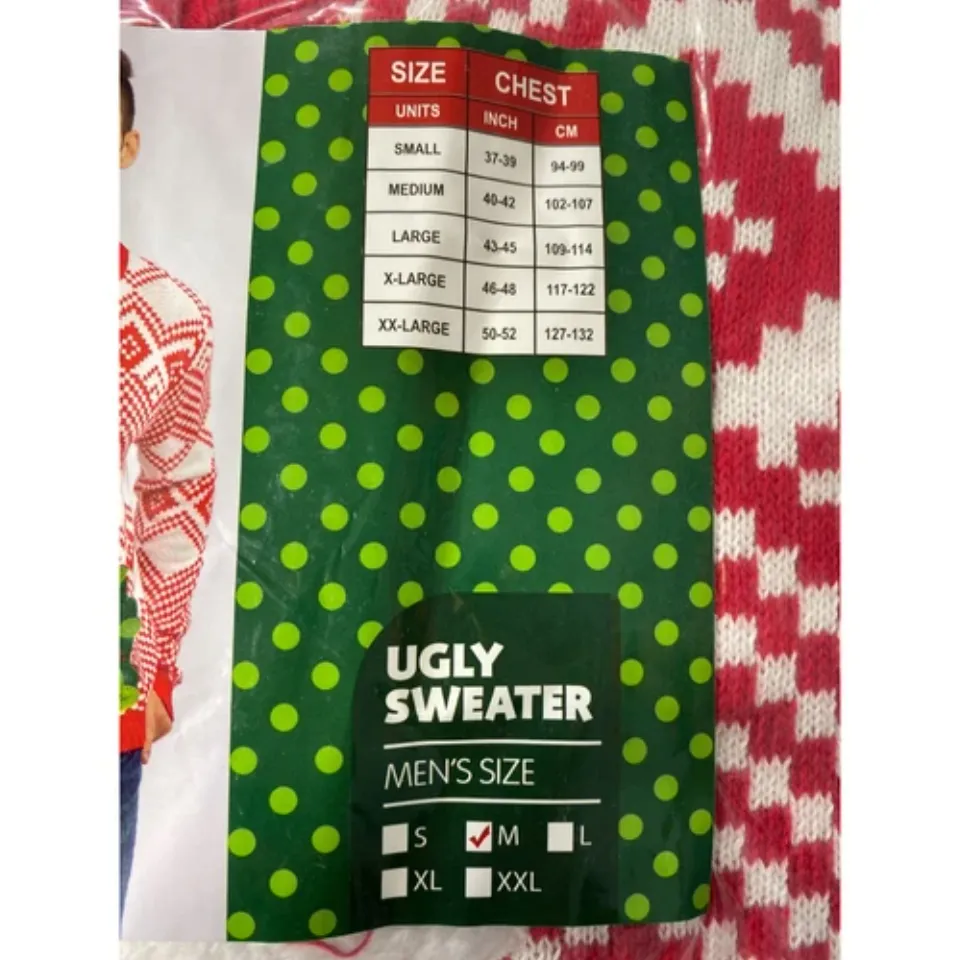 SIZE CHEST
UNITS INCH CM
SMALL 37-39 94-99
MEDIUM 40-42 102-107
LARGE 43-45 109-114
X-LARGE 46-48 117-122
XX-LARGE 50-52 127-132
UGLY
SWEATER
MEN'S SIZE
S M L
XL XXL